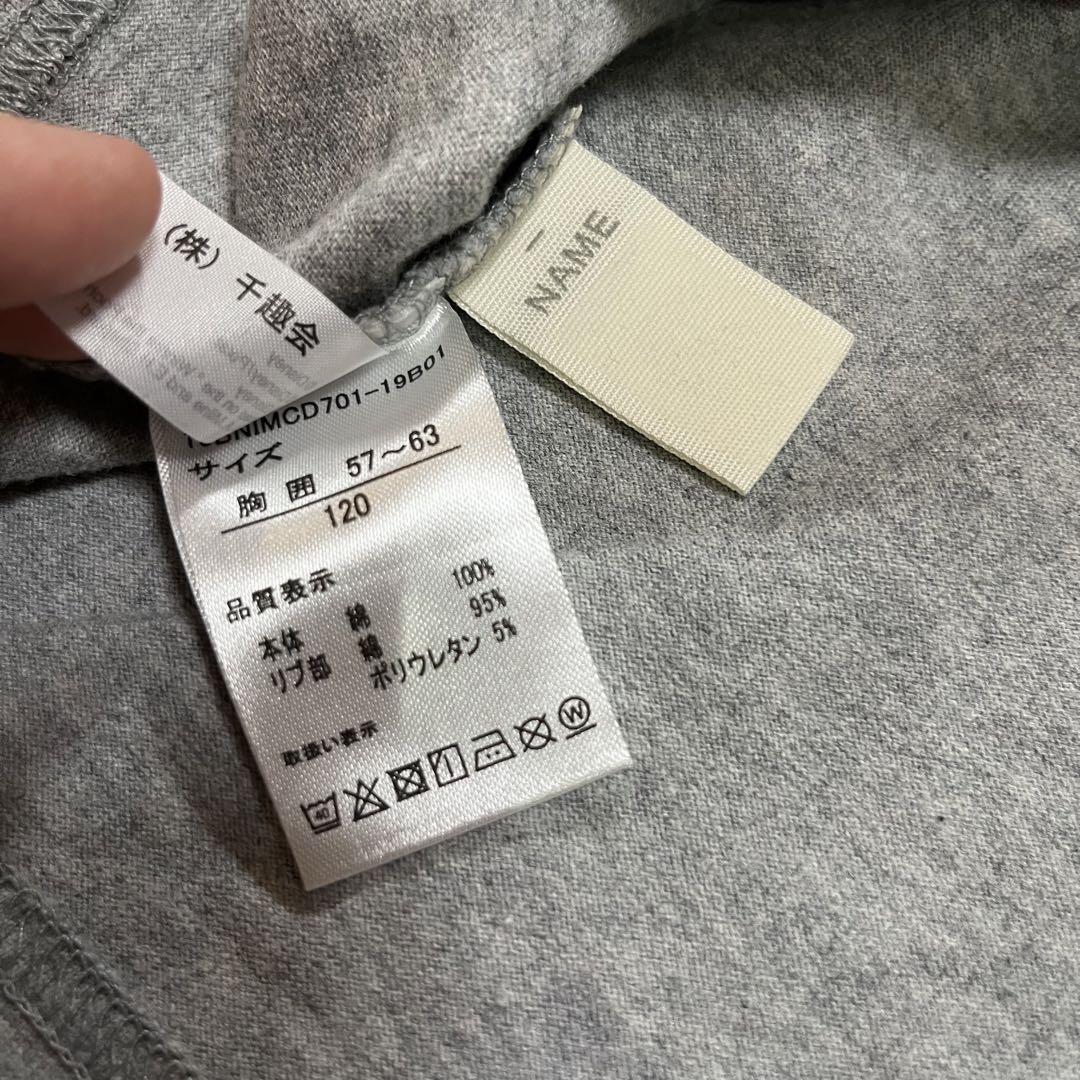 (株) 千趣会
NAME
NIMCD701-19B01
サイズ
胸 囲 57～63
120
品質表示
本体 綿 100%
リブ部 綿 95%
ポリウレタン 5%
取扱い表示
40
W